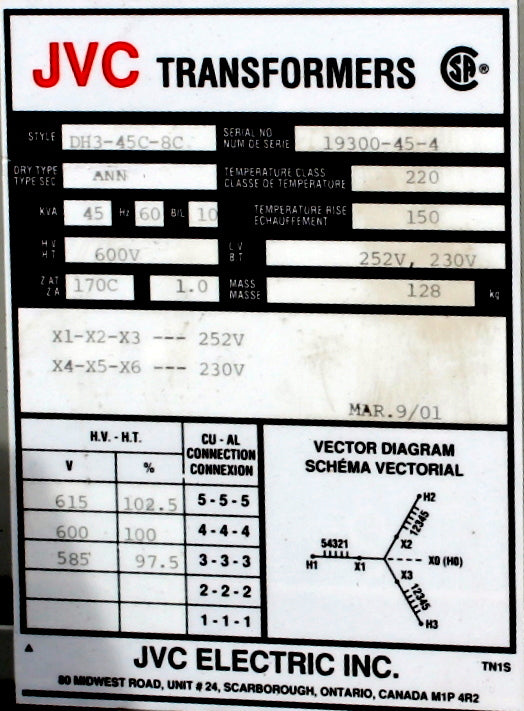 JVC TRANSFORMERS SA®
STYLE DH3-45C-8C SERIAL NO NUM DE SERIE 19300-45-4
DRY TYPE TYPE SEC ANN TEMPERATURE CLASS CLASSE DE TEMPERATURE 220
KVA 45 Hz 60 BIL 10 TEMPERATURE RISE ECHAUFFEMENT 150
H.V. H.T. 600V L.V. B.T. 252V, 230V
Z AT Z A 170C 1.0 MASS MASSE 128 kg
X1-X2-X3 --- 252V
X4-X5-X6 --- 230V
MAR.9/01
H.V. - H.T. CU - AL CONNECTION CONNEXION
V %
615 102.5 5-5-5
600 100 4-4-4
585 97.5 3-3-3
2-2-2
1-1-1
VECTOR DIAGRAM
SCHÉMA VECTORIAL
H2
12345
X2
54321
H1 X1 X0 (H0)
X3
12345
H3
JVC ELECTRIC INC. TN1S
80 MIDWEST ROAD, UNIT # 24, SCARBOROUGH, ONTARIO, CANADA M1P 4R2